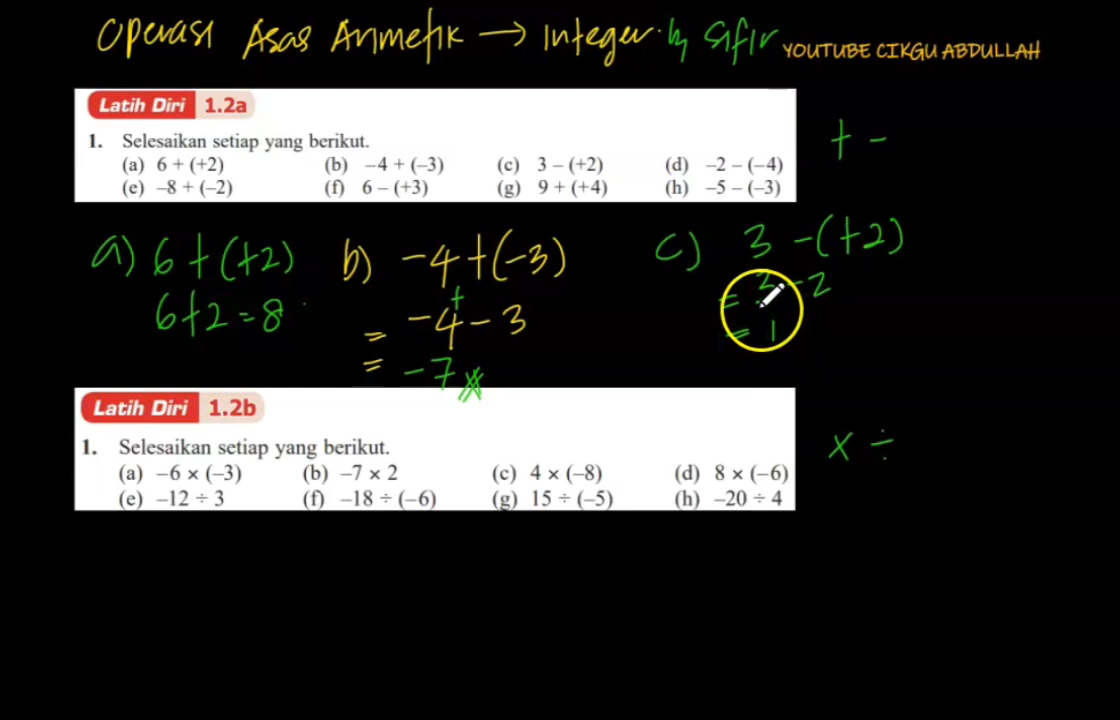 Operasi Asas Aritmetik → Integer by Sifir YOUTUBE CIKGU ABDULLAH
Latih Diri 1.2a
1. Selesaikan setiap yang berikut.
(a) 6 + (+2) (b) –4 + (–3) (c) 3 – (+2) (d) –2 – (–4)
(e) –8 + (–2) (f) 6 – (+3) (g) 9 + (+4) (h) –5 – (–3)
+ -
a) 6+(+2) b) -4+(-3) c) 3 -(+2)
6+2=8 = -4 - 3 = 3-2
+
= -7 = 1
Latih Diri 1.2b
1. Selesaikan setiap yang berikut.
(a) –6 × (–3) (b) –7 × 2 (c) 4 × (–8) (d) 8 × (–6)
(e) –12 ÷ 3 (f) –18 ÷ (–6) (g) 15 ÷ (–5) (h) –20 ÷ 4
x ÷